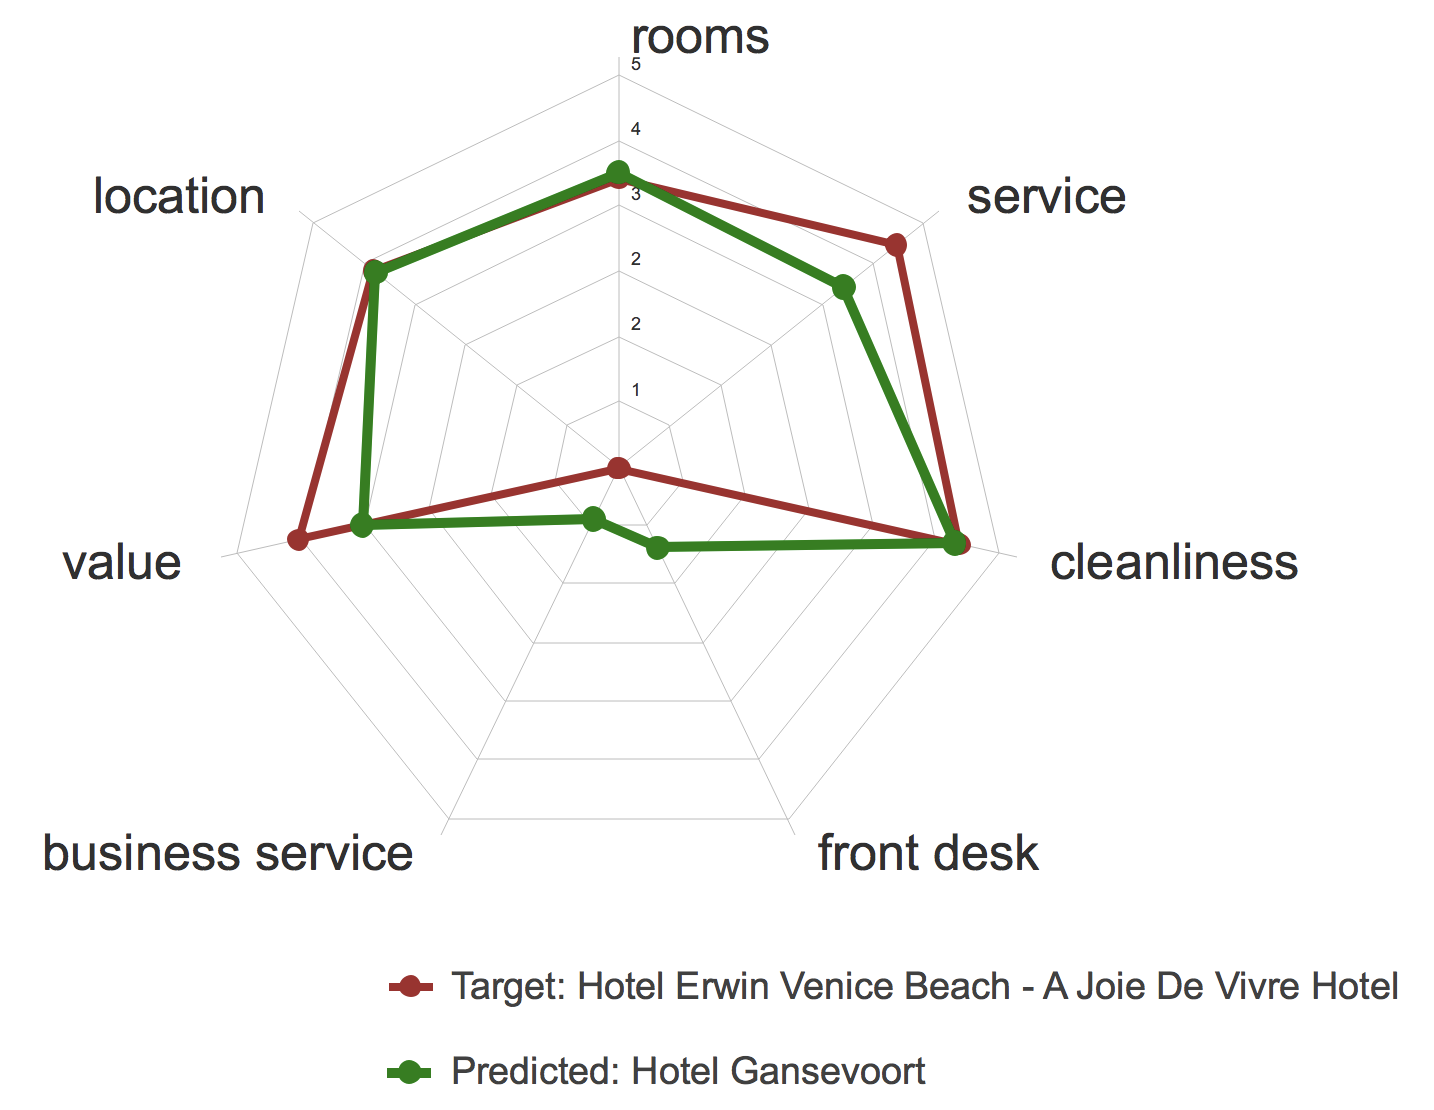 rooms
5
4
location
service
3
2
2
1
value
cleanliness
business service
front desk
Target: Hotel Erwin Venice Beach - A Joie De Vivre Hotel
Predicted: Hotel Gansevoort